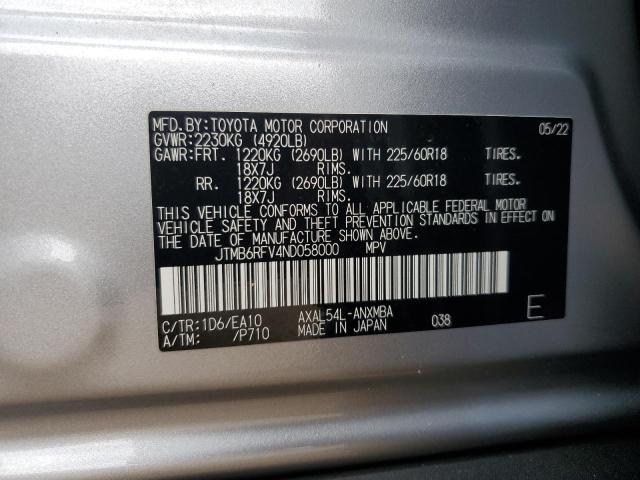 MFD.BY:TOYOTA MOTOR CORPORATION 05/22
GVWR:2230KG (4920LB)
GAWR:FRT. 1220KG (2690LB) WITH 225/60R18 TIRES.
18X7J RIMS.
RR. 1220KG (2690LB) WITH 225/60R18 TIRES.
18X7J RIMS.
THIS VEHICLE CONFORMS TO ALL APPLICABLE FEDERAL MOTOR
VEHICLE SAFETY AND THEFT PREVENTION STANDARDS IN EFFECT ON
THE DATE OF MANUFACTURE SHOWN ABOVE.
JTMB6RFV4ND058000 MPV
C/TR:1D6/EA10 AXAL54L-ANXMBA 038 E
A/TM: /P710 MADE IN JAPAN